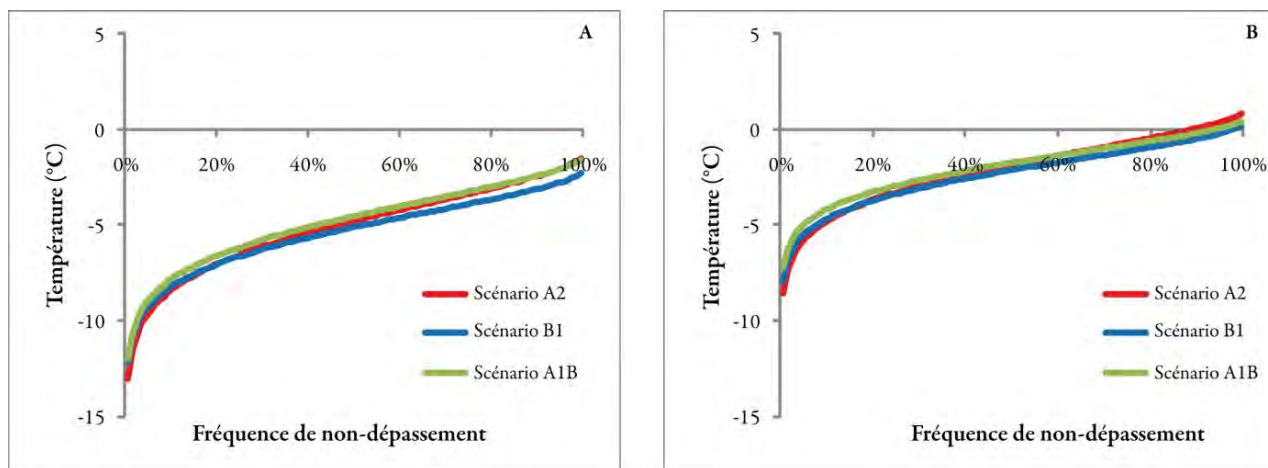 A
5
0
-5
-10
-15
0%
20%
40%
60%
80%
100%
Température (°C)
Scénario A2
Scénario B1
Scénario A1B
Fréquence de non-dépassement
B
5
0
-5
-10
-15
0%
20%
40%
60%
80%
100%
Température (°C)
Scénario A2
Scénario B1
Scénario A1B
Fréquence de non-dépassement